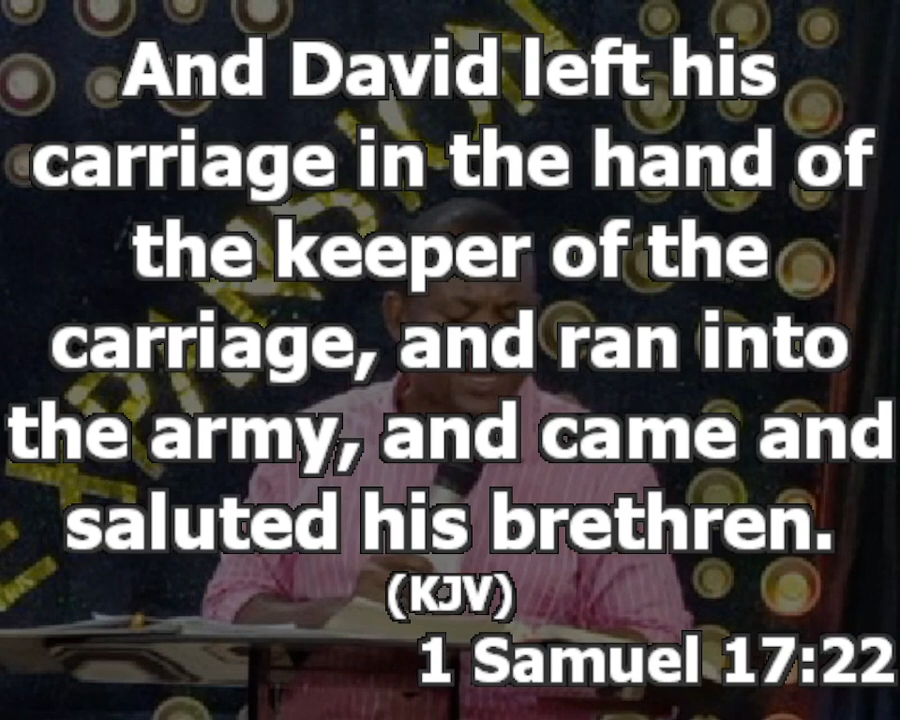 And David left his
carriage in the hand of
the keeper of the
carriage, and ran into
the army, and came and
saluted his brethren.
(KJV)
1 Samuel 17:22